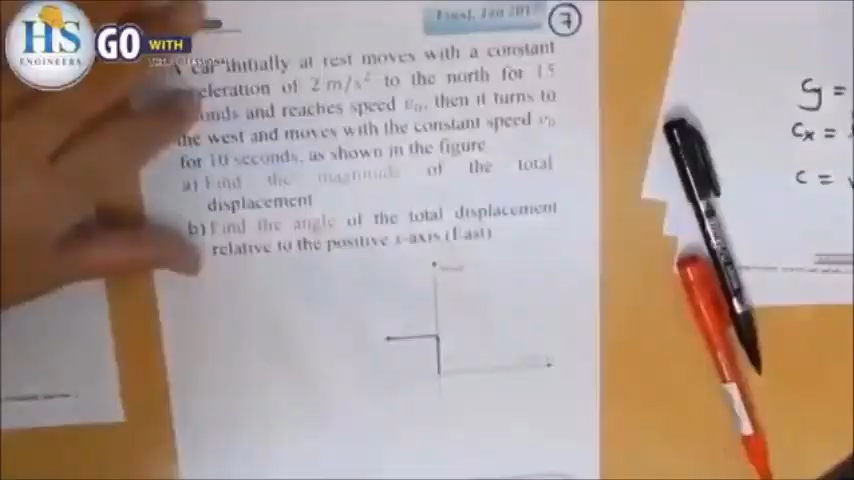 HS
ENGINEERS
GO WITH
7
car initially at rest moves with a constant
eleration of 2 m/s² to the north for 15
onds and reaches speed v₀, then it turns to
the west and moves with the constant speed v₀
for 10 seconds, as shown in the figure
a) Find the magnitude of the total
displacement
b) Find the angle of the total displacement
relative to the positive x-axis (East)
y =
Cx =
C =